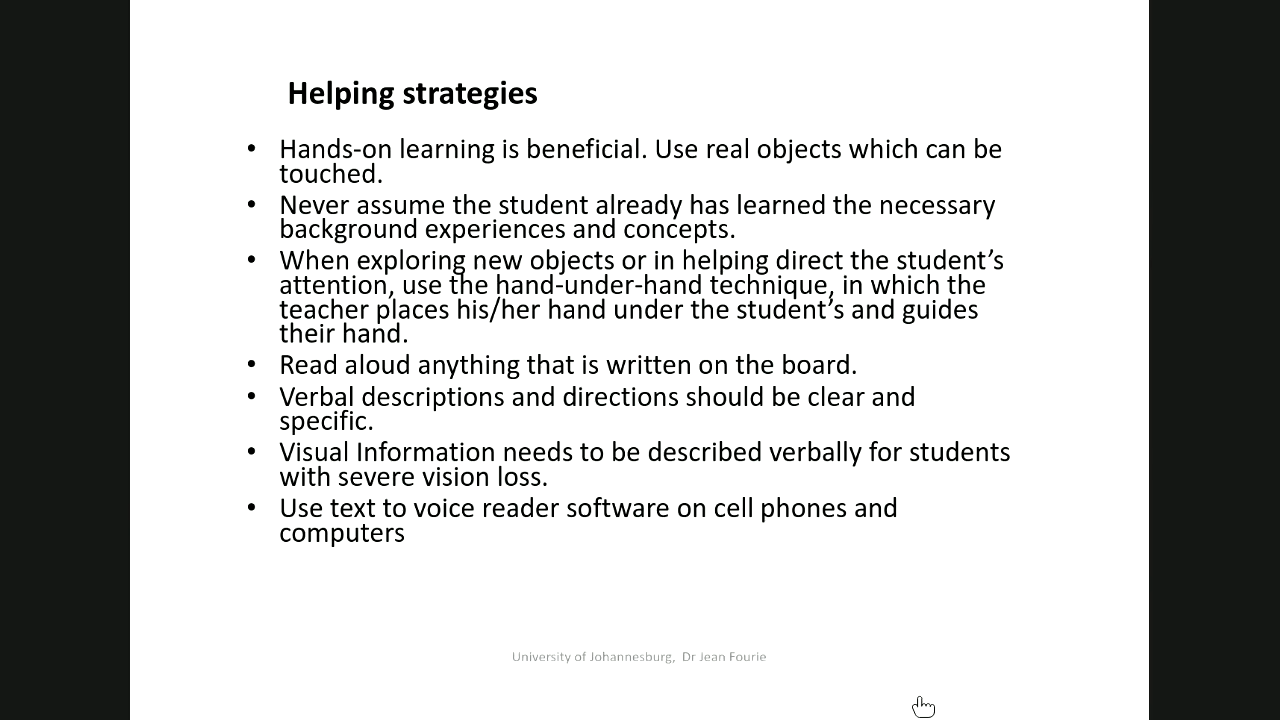 Helping strategies
• Hands-on learning is beneficial. Use real objects which can be
touched.
• Never assume the student already has learned the necessary
background experiences and concepts.
• When exploring new objects or in helping direct the student’s
attention, use the hand-under-hand technique, in which the
teacher places his/her hand under the student’s and guides
their hand.
• Read aloud anything that is written on the board.
• Verbal descriptions and directions should be clear and
specific.
• Visual Information needs to be described verbally for students
with severe vision loss.
• Use text to voice reader software on cell phones and
computers
University of Johannesburg, Dr Jean Fourie